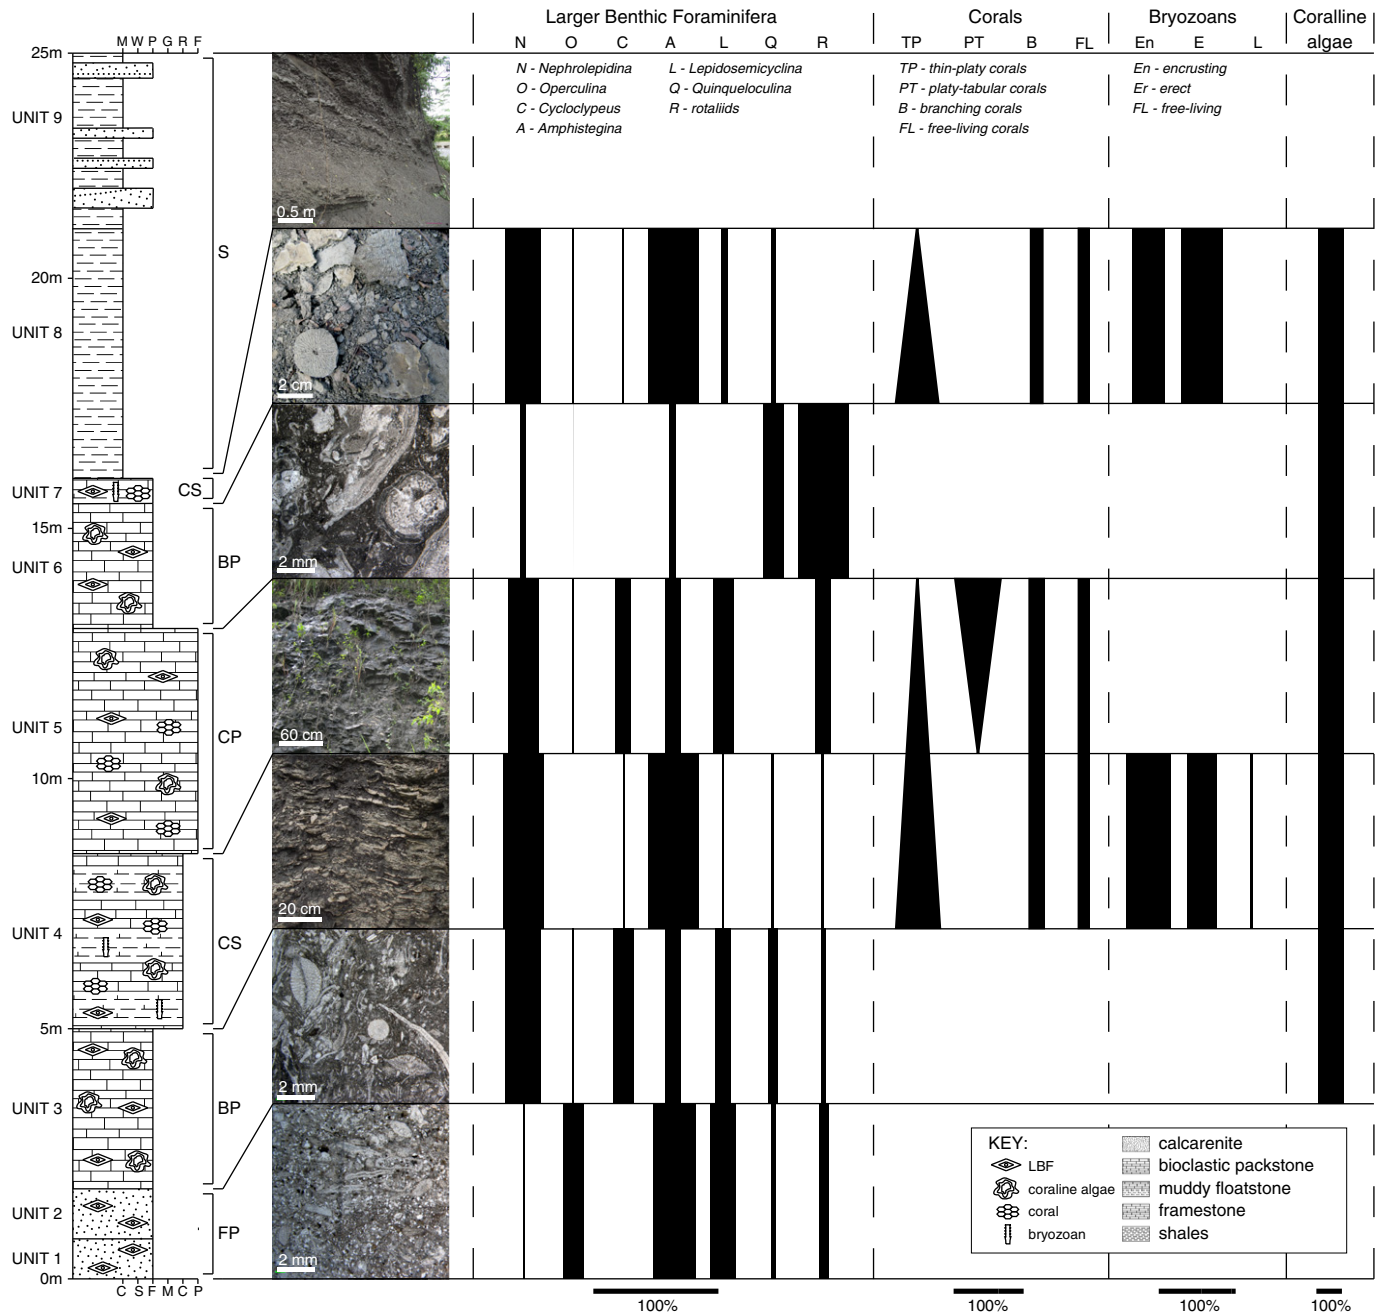 Larger Benthic Foraminifera Corals Bryozoans Coralline algae
N O C A L Q R TP PT B FL En E L
M W P G R F
N - Nephrolepidina
O - Operculina
C - Cycloclypeus
A - Amphistegina
L - Lepidosemicyclina
Q - Quinqueloculina
R - rotaliids
TP - thin-platy corals
PT - platy-tabular corals
B - branching corals
FL - free-living corals
En - encrusting
Er - erect
FL - free-living
25m
UNIT 9
0.5 m
S
20m
UNIT 8
2 cm
UNIT 7
CS
15m
UNIT 6
BP
2 mm
UNIT 5
CP
60 cm
10m
20 cm
UNIT 4
CS
5m
2 mm
UNIT 3
BP
UNIT 2
UNIT 1
FP
2 mm
0m
C S F M C P
KEY:
LBF
coraline algae
coral
bryozoan
calcarenite
bioclastic packstone
muddy floatstone
framestone
shales
100% 100% 100% 100%